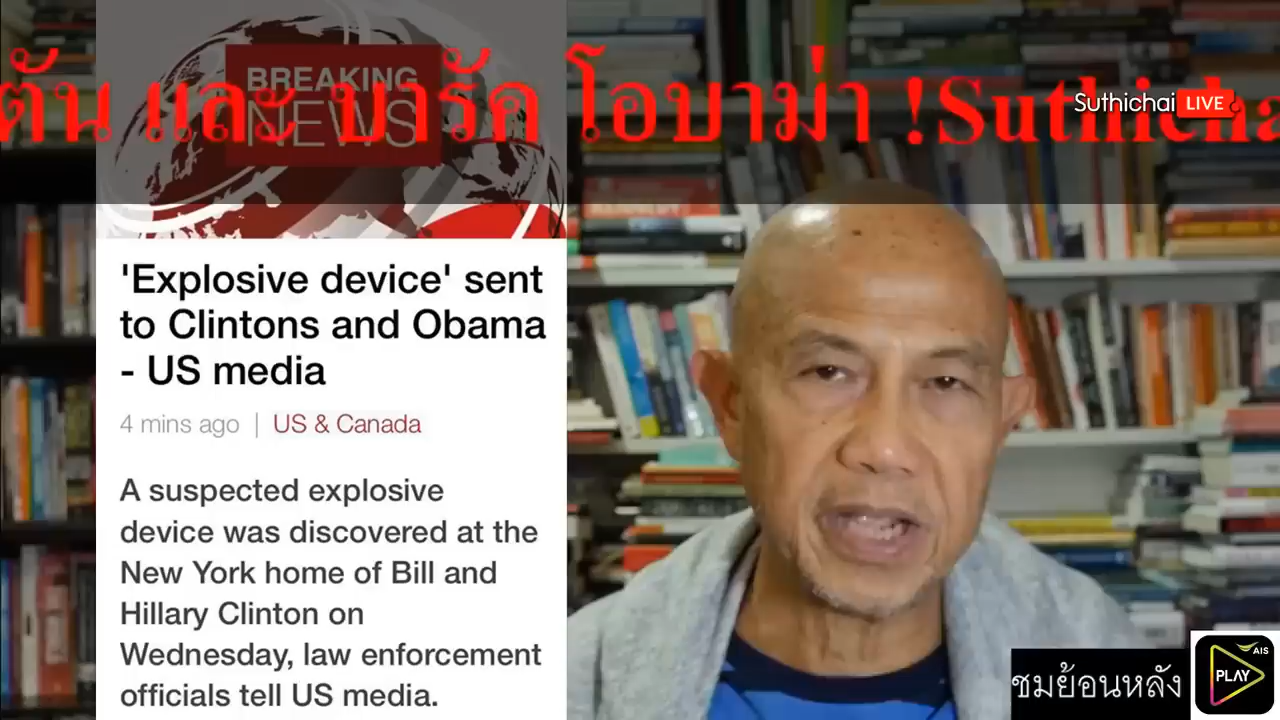 ตัน และ บารัค โอบาม่า !Suthicha
BREAKING
NEWS
Suthichai LIVE
'Explosive device' sent
to Clintons and Obama
- US media
4 mins ago | US & Canada
A suspected explosive
device was discovered at the
New York home of Bill and
Hillary Clinton on
Wednesday, law enforcement
officials tell US media.
ชมย้อนหลัง
AIS
PLAY